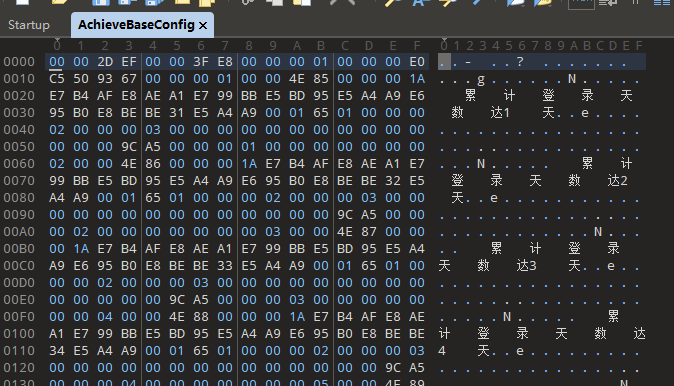 Startup AchieveBaseConfig ×
0 1 2 3 4 5 6 7 8 9 A B C D E F 0123456789ABCDEF
0000 00 00 2D EF 00 00 3F E8 00 00 00 01 00 00 00 E0 ..-...?.........
0010 C5 50 93 67 00 00 00 01 00 00 4E 85 00 00 00 1A ...g......N.....
0020 E7 B4 AF E8 AE A1 E7 99 BB E5 BD 95 E5 A4 A9 E6 累 计 登 录 天
0030 95 B0 E8 BE BE 31 E5 A4 A9 00 01 65 01 00 00 00 数 达1 天..e....
0040 02 00 00 00 03 00 00 00 00 00 00 00 00 00 00 00 ................
0050 00 00 00 9C A5 00 00 00 01 00 00 00 00 00 00 00 ................
0060 02 00 00 4E 86 00 00 00 1A E7 B4 AF E8 AE A1 E7 ...N..... 累 计
0070 99 BB E5 BD 95 E5 A4 A9 E6 95 B0 E8 BE BE 32 E5 登 录 天 数 达2
0080 A4 A9 00 01 65 01 00 00 00 02 00 00 00 03 00 00 天..e...........
0090 00 00 00 00 00 00 00 00 00 00 00 00 9C A5 00 00 ................
00A0 00 02 00 00 00 00 00 00 00 03 00 00 4E 87 00 00 ............N...
00B0 00 1A E7 B4 AF E8 AE A1 E7 99 BB E5 BD 95 E5 A4 .. 累 计 登 录
00C0 A9 E6 95 B0 E8 BE BE 33 E5 A4 A9 00 01 65 01 00 天 数 达3 天..e..
00D0 00 00 02 00 00 00 03 00 00 00 00 00 00 00 00 00 ................
00E0 00 00 00 00 00 9C A5 00 00 00 03 00 00 00 00 00 ................
00F0 00 00 04 00 00 4E 88 00 00 00 1A E7 B4 AF E8 AE .....N..... 累
0100 A1 E7 99 BB E5 BD 95 E5 A4 A9 E6 95 B0 E8 BE BE 计 登 录 天 数 达
0110 34 E5 A4 A9 00 01 65 01 00 00 00 02 00 00 00 03 4 天..e.........
0120 00 00 00 00 00 00 00 00 00 00 00 00 00 00 9C A5 ................